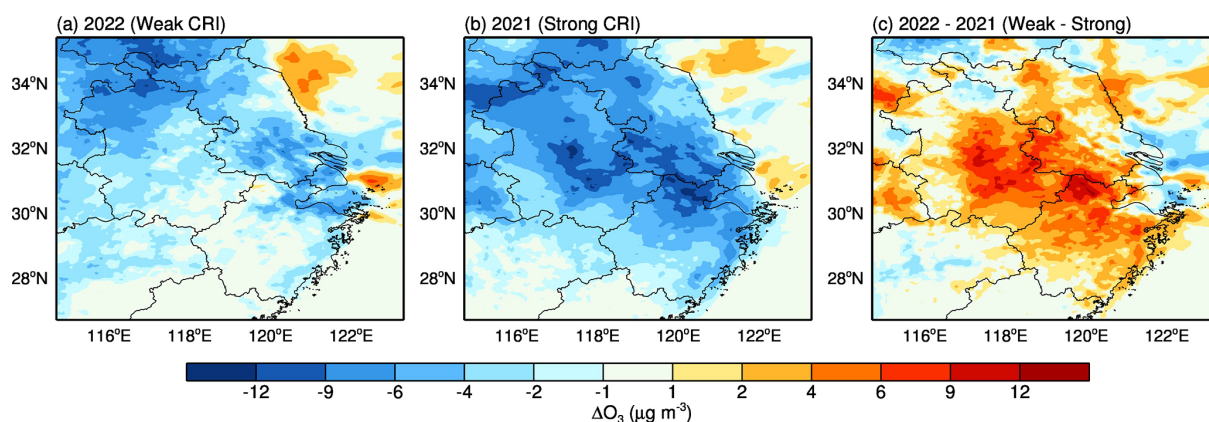 (a) 2022 (Weak CRI) (b) 2021 (Strong CRI) (c) 2022 - 2021 (Weak - Strong)
34°N 34°N 34°N
32°N 32°N 32°N
30°N 30°N 30°N
28°N 28°N 28°N
116°E 118°E 120°E 122°E 116°E 118°E 120°E 122°E 116°E 118°E 120°E 122°E
-12 -9 -6 -4 -2 -1 1 2 4 6 9 12
ΔO₃ (μg m⁻³)